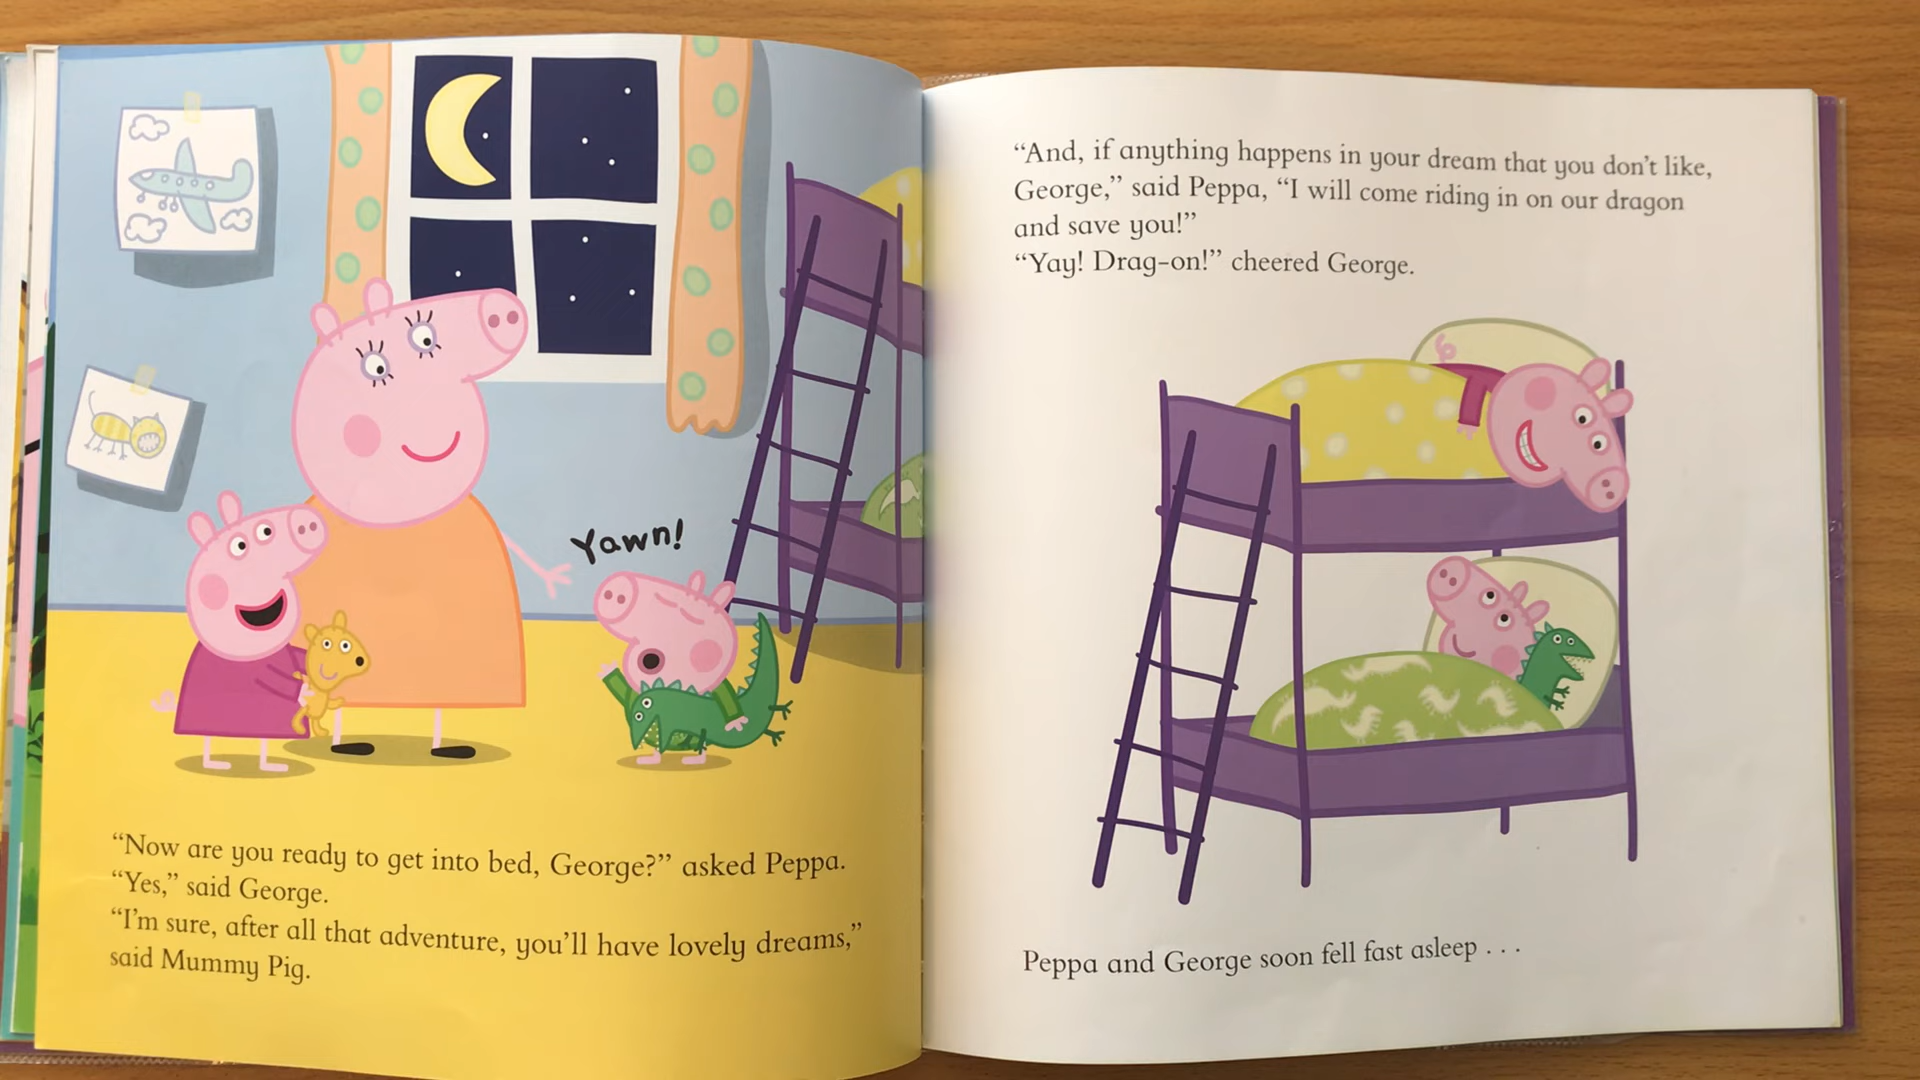 Yawn!
“Now are you ready to get into bed, George?” asked Peppa.
“Yes,” said George.
“I’m sure, after all that adventure, you’ll have lovely dreams,”
said Mummy Pig.
“And, if anything happens in your dream that you don’t like,
George,” said Peppa, “I will come riding in on our dragon
and save you!”
“Yay! Drag-on!” cheered George.
Peppa and George soon fell fast asleep . . .